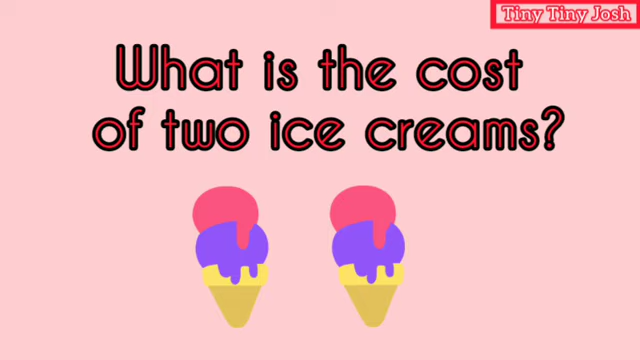 Tiny Tiny Josh
What is the cost
of two ice creams?